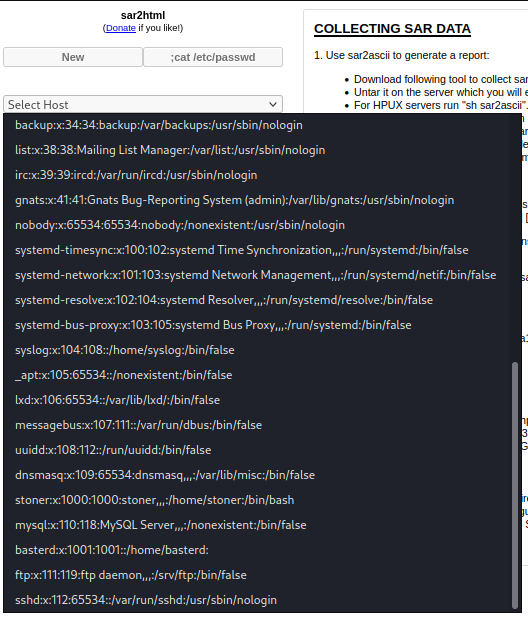 sar2html
(Donate if you like!)
New
;cat /etc/passwd
Select Host
backup:x:34:34:backup:/var/backups:/usr/sbin/nologin
list:x:38:38:Mailing List Manager:/var/list:/usr/sbin/nologin
irc:x:39:39:ircd:/var/run/ircd:/usr/sbin/nologin
gnats:x:41:41:Gnats Bug-Reporting System (admin):/var/lib/gnats:/usr/sbin/nologin
nobody:x:65534:65534:nobody:/nonexistent:/usr/sbin/nologin
systemd-timesync:x:100:102:systemd Time Synchronization,,,:/run/systemd:/bin/false
systemd-network:x:101:103:systemd Network Management,,,:/run/systemd/netif:/bin/false
systemd-resolve:x:102:104:systemd Resolver,,,:/run/systemd/resolve:/bin/false
systemd-bus-proxy:x:103:105:systemd Bus Proxy,,,:/run/systemd:/bin/false
syslog:x:104:108::/home/syslog:/bin/false
_apt:x:105:65534::/nonexistent:/bin/false
lxd:x:106:65534::/var/lib/lxd/:/bin/false
messagebus:x:107:111::/var/run/dbus:/bin/false
uuidd:x:108:112::/run/uuidd:/bin/false
dnsmasq:x:109:65534:dnsmasq,,,:/var/lib/misc:/bin/false
stoner:x:1000:1000:stoner,,,:/home/stoner:/bin/bash
mysql:x:110:118:MySQL Server,,,:/nonexistent:/bin/false
basterd:x:1001:1001::/home/basterd:
ftp:x:111:119:ftp daemon,,,:/srv/ftp:/bin/false
sshd:x:112:65534::/var/run/sshd:/usr/sbin/nologin
COLLECTING SAR DATA
1. Use sar2ascii to generate a report:
• Download following tool to collect sar
• Untar it on the server which you will e
• For HPUX servers run "sh sar2ascii".